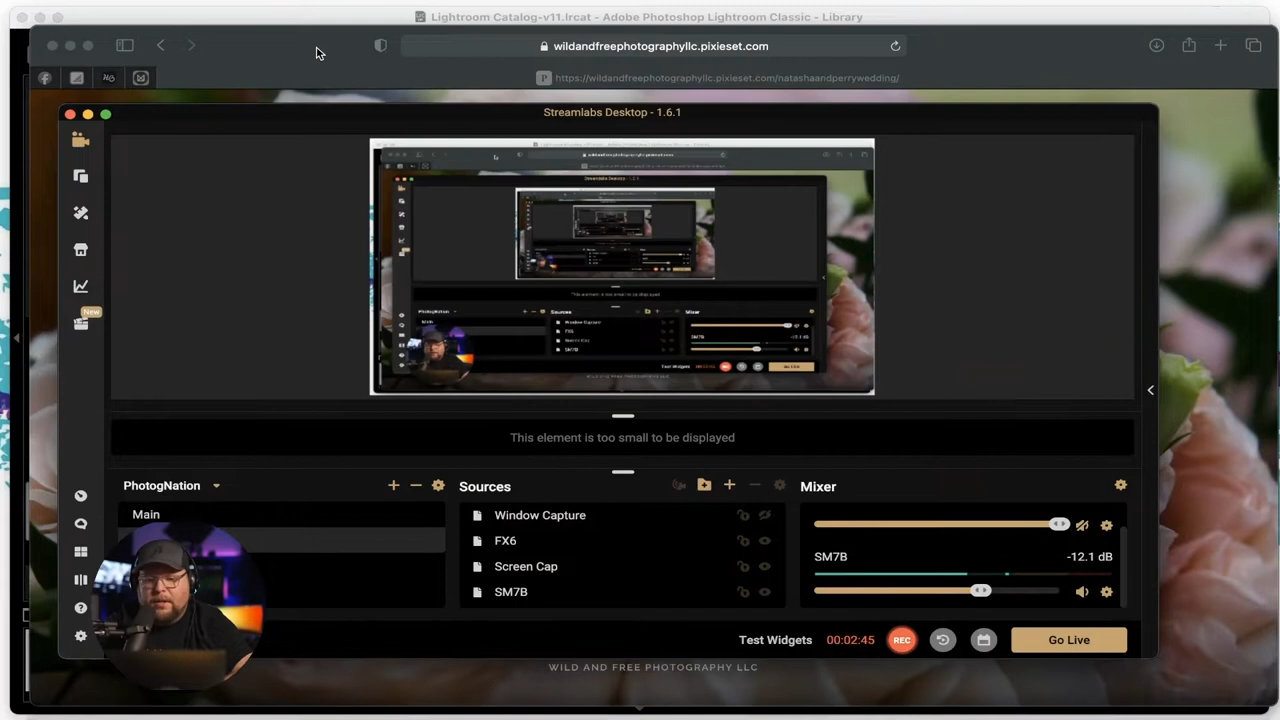 Lightroom Catalog-v11.lrcat - Adobe Photoshop Lightroom Classic - Library
wildandfreephotographyllc.pixieset.com
https://wildandfreephotographyllc.pixieset.com/natashaandperrywedding/
Streamlabs Desktop - 1.6.1
New
This element is too small to be displayed
PhotogNation
Sources
Mixer
Main
Window Capture
FX6
Screen Cap
SM7B
SM7B
-12.1 dB
Test Widgets
00:02:45
REC
Go Live
WILD AND FREE PHOTOGRAPHY LLC